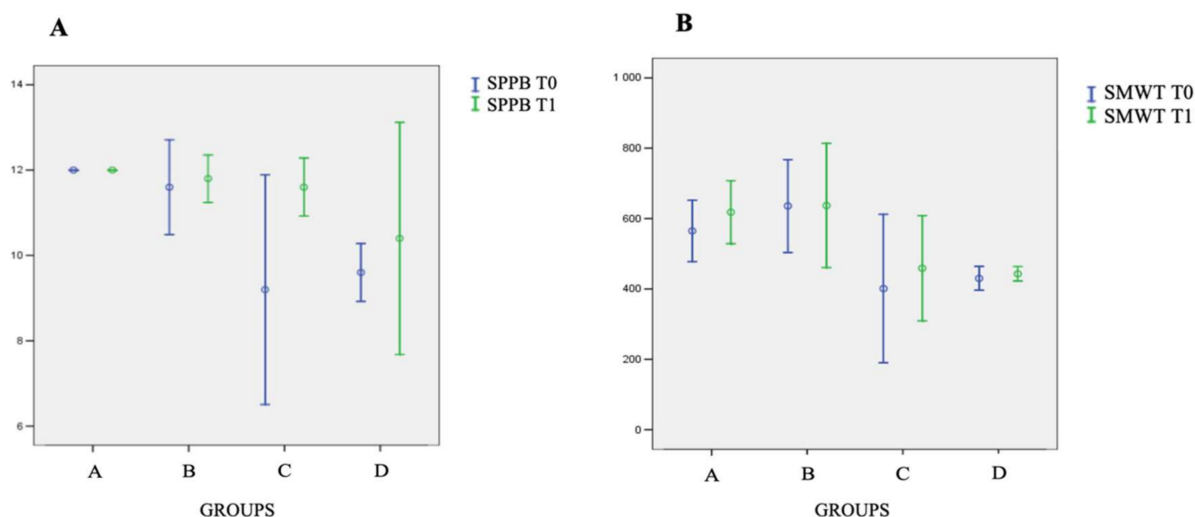 A
14
12
10
8
6
A B C D
GROUPS
SPPB T0
SPPB T1
B
1 000
800
600
400
200
0
A B C D
GROUPS
SMWT T0
SMWT T1